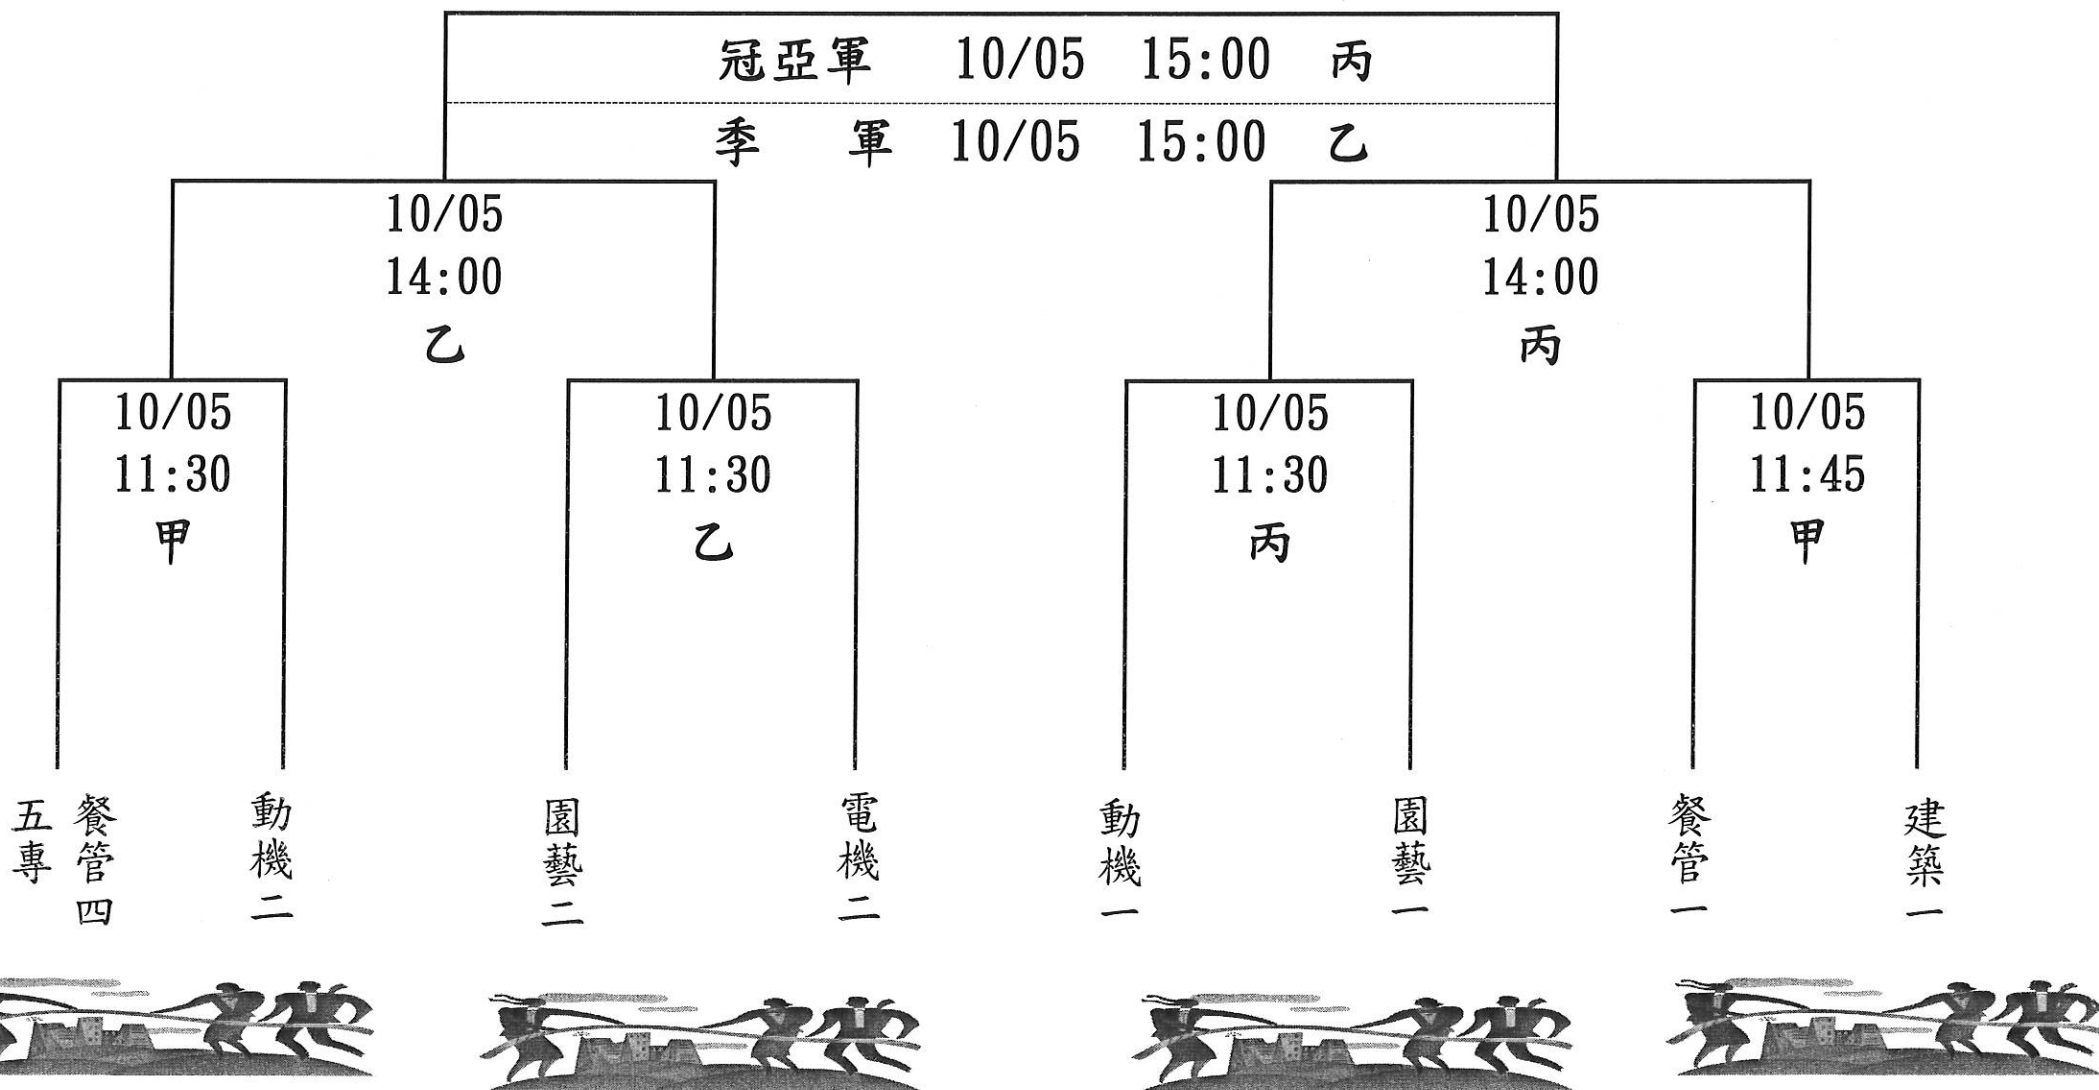 冠亞軍 10/05 15:00 丙
季 軍 10/05 15:00 乙
10/05
14:00
乙
10/05
14:00
丙
10/05
11:30
甲
10/05
11:30
乙
10/05
11:30
丙
10/05
11:45
甲
五專
餐管四
動機二
園藝二
電機二
動機一
園藝一
餐管一
建築一